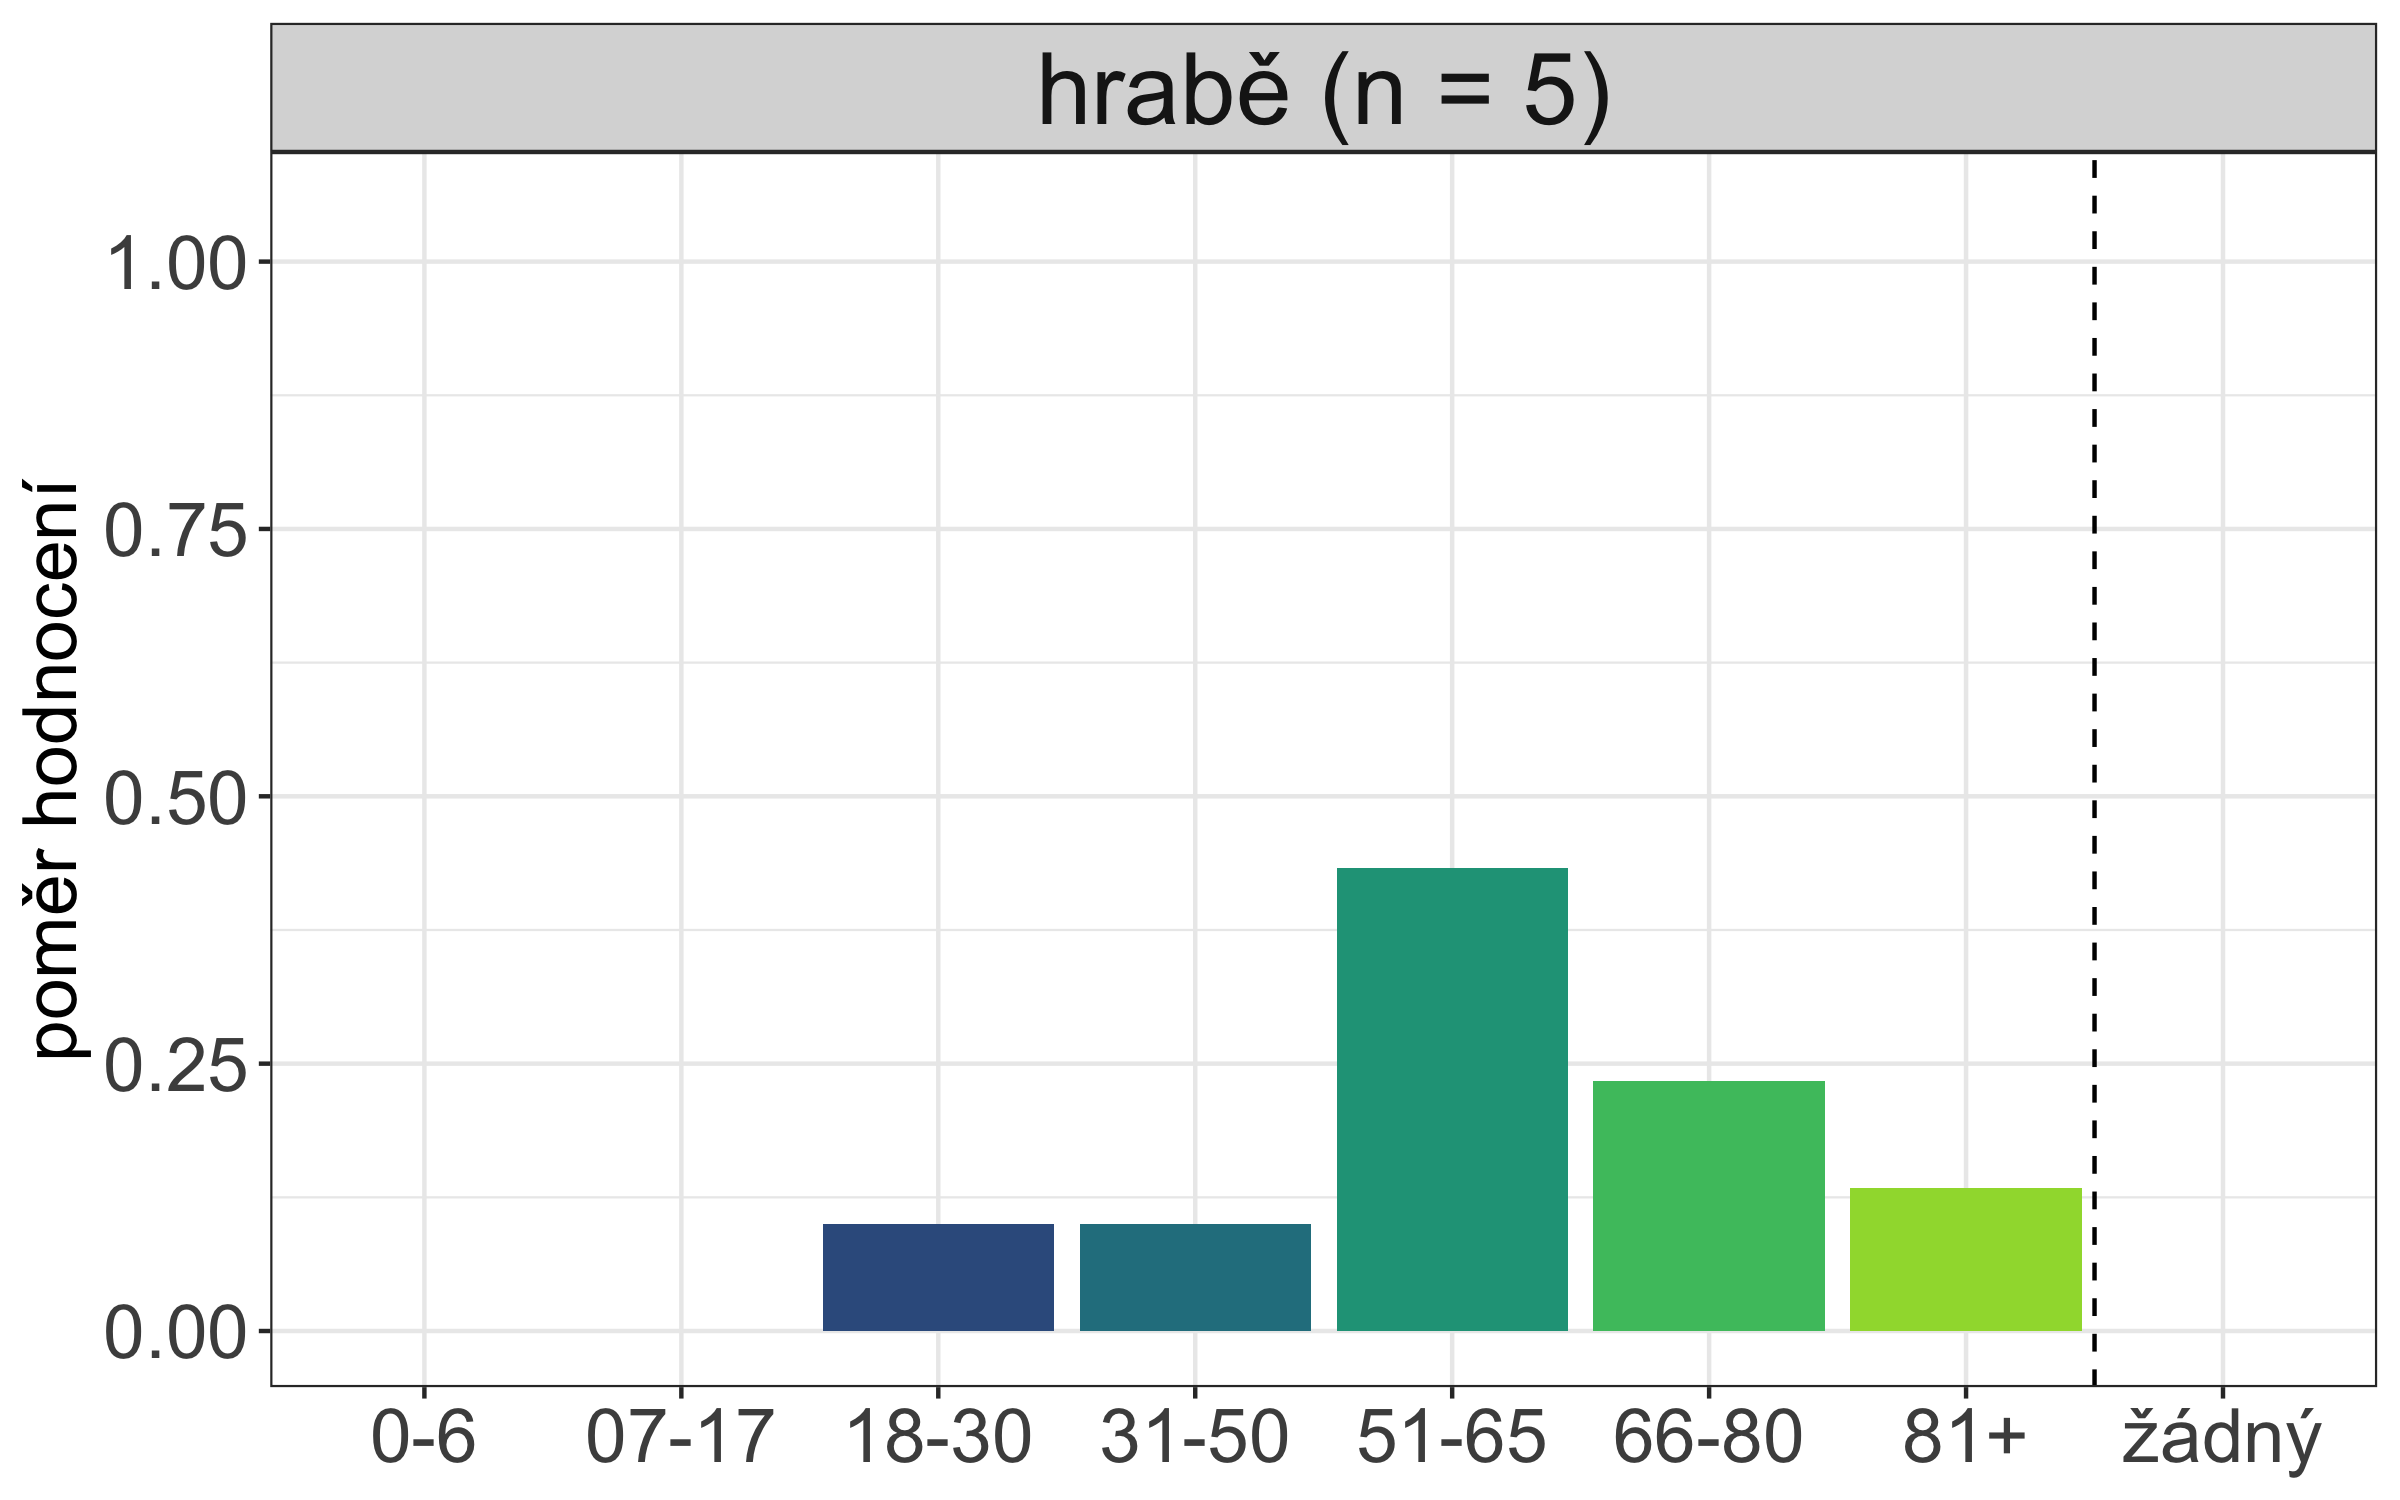 hrabě (n = 5)
poměr hodnocení
1.00
0.75
0.50
0.25
0.00
0-6 07-17 18-30 31-50 51-65 66-80 81+ žádný